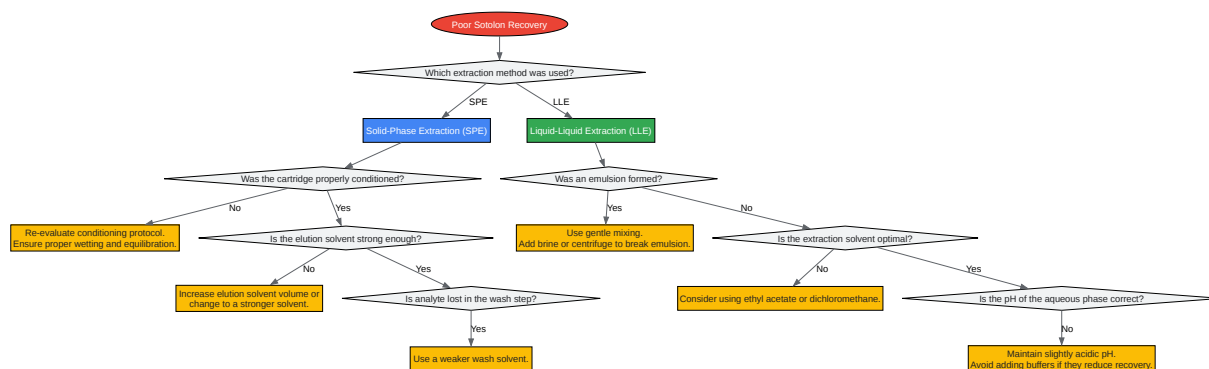 Poor Sotolon Recovery
Which extraction method was used?
SPE
LLE
Solid-Phase Extraction (SPE)
Liquid-Liquid Extraction (LLE)
Was the cartridge properly conditioned?
Was an emulsion formed?
No
Yes
Yes
No
Re-evaluate conditioning protocol.
Ensure proper wetting and equilibration.
Is the elution solvent strong enough?
Use gentle mixing.
Add brine or centrifuge to break emulsion.
Is the extraction solvent optimal?
No
Yes
No
Yes
Increase elution solvent volume or
change to a stronger solvent.
Is analyte lost in the wash step?
Consider using ethyl acetate or dichloromethane.
Is the pH of the aqueous phase correct?
Yes
No
Use a weaker wash solvent.
Maintain slightly acidic pH.
Avoid adding buffers if they reduce recovery.